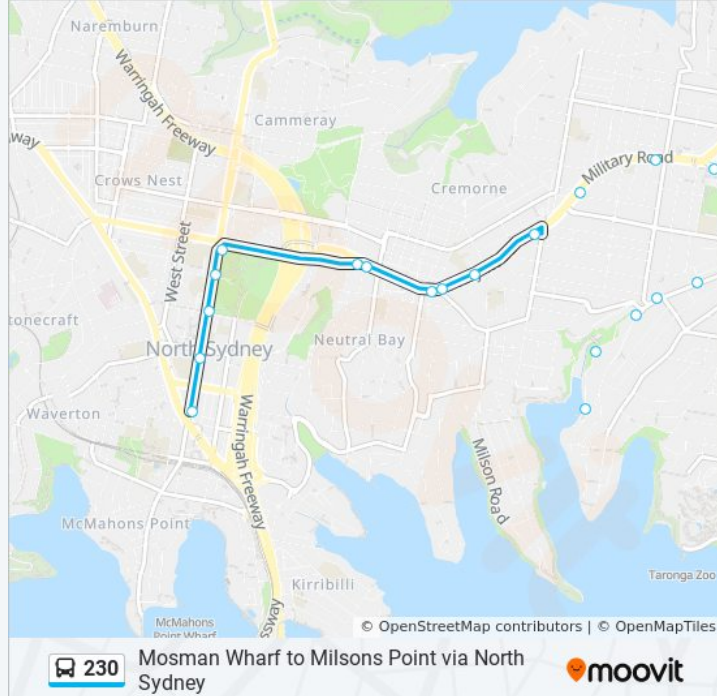 Naremburn
Warringah Freeway
Cammeray
way
Military Road
Crows Nest
Cremorne
West Street
tonecraft
North Sydney
Neutral Bay
Waverton
Warringah Freeway
Milson Road
McMahons Point
Taronga Zoo
Kirribilli
McMahons
Point Wharf
ssway
© OpenStreetMap contributors | © OpenMapTiles
230
Mosman Wharf to Milsons Point via North
Sydney
moovit